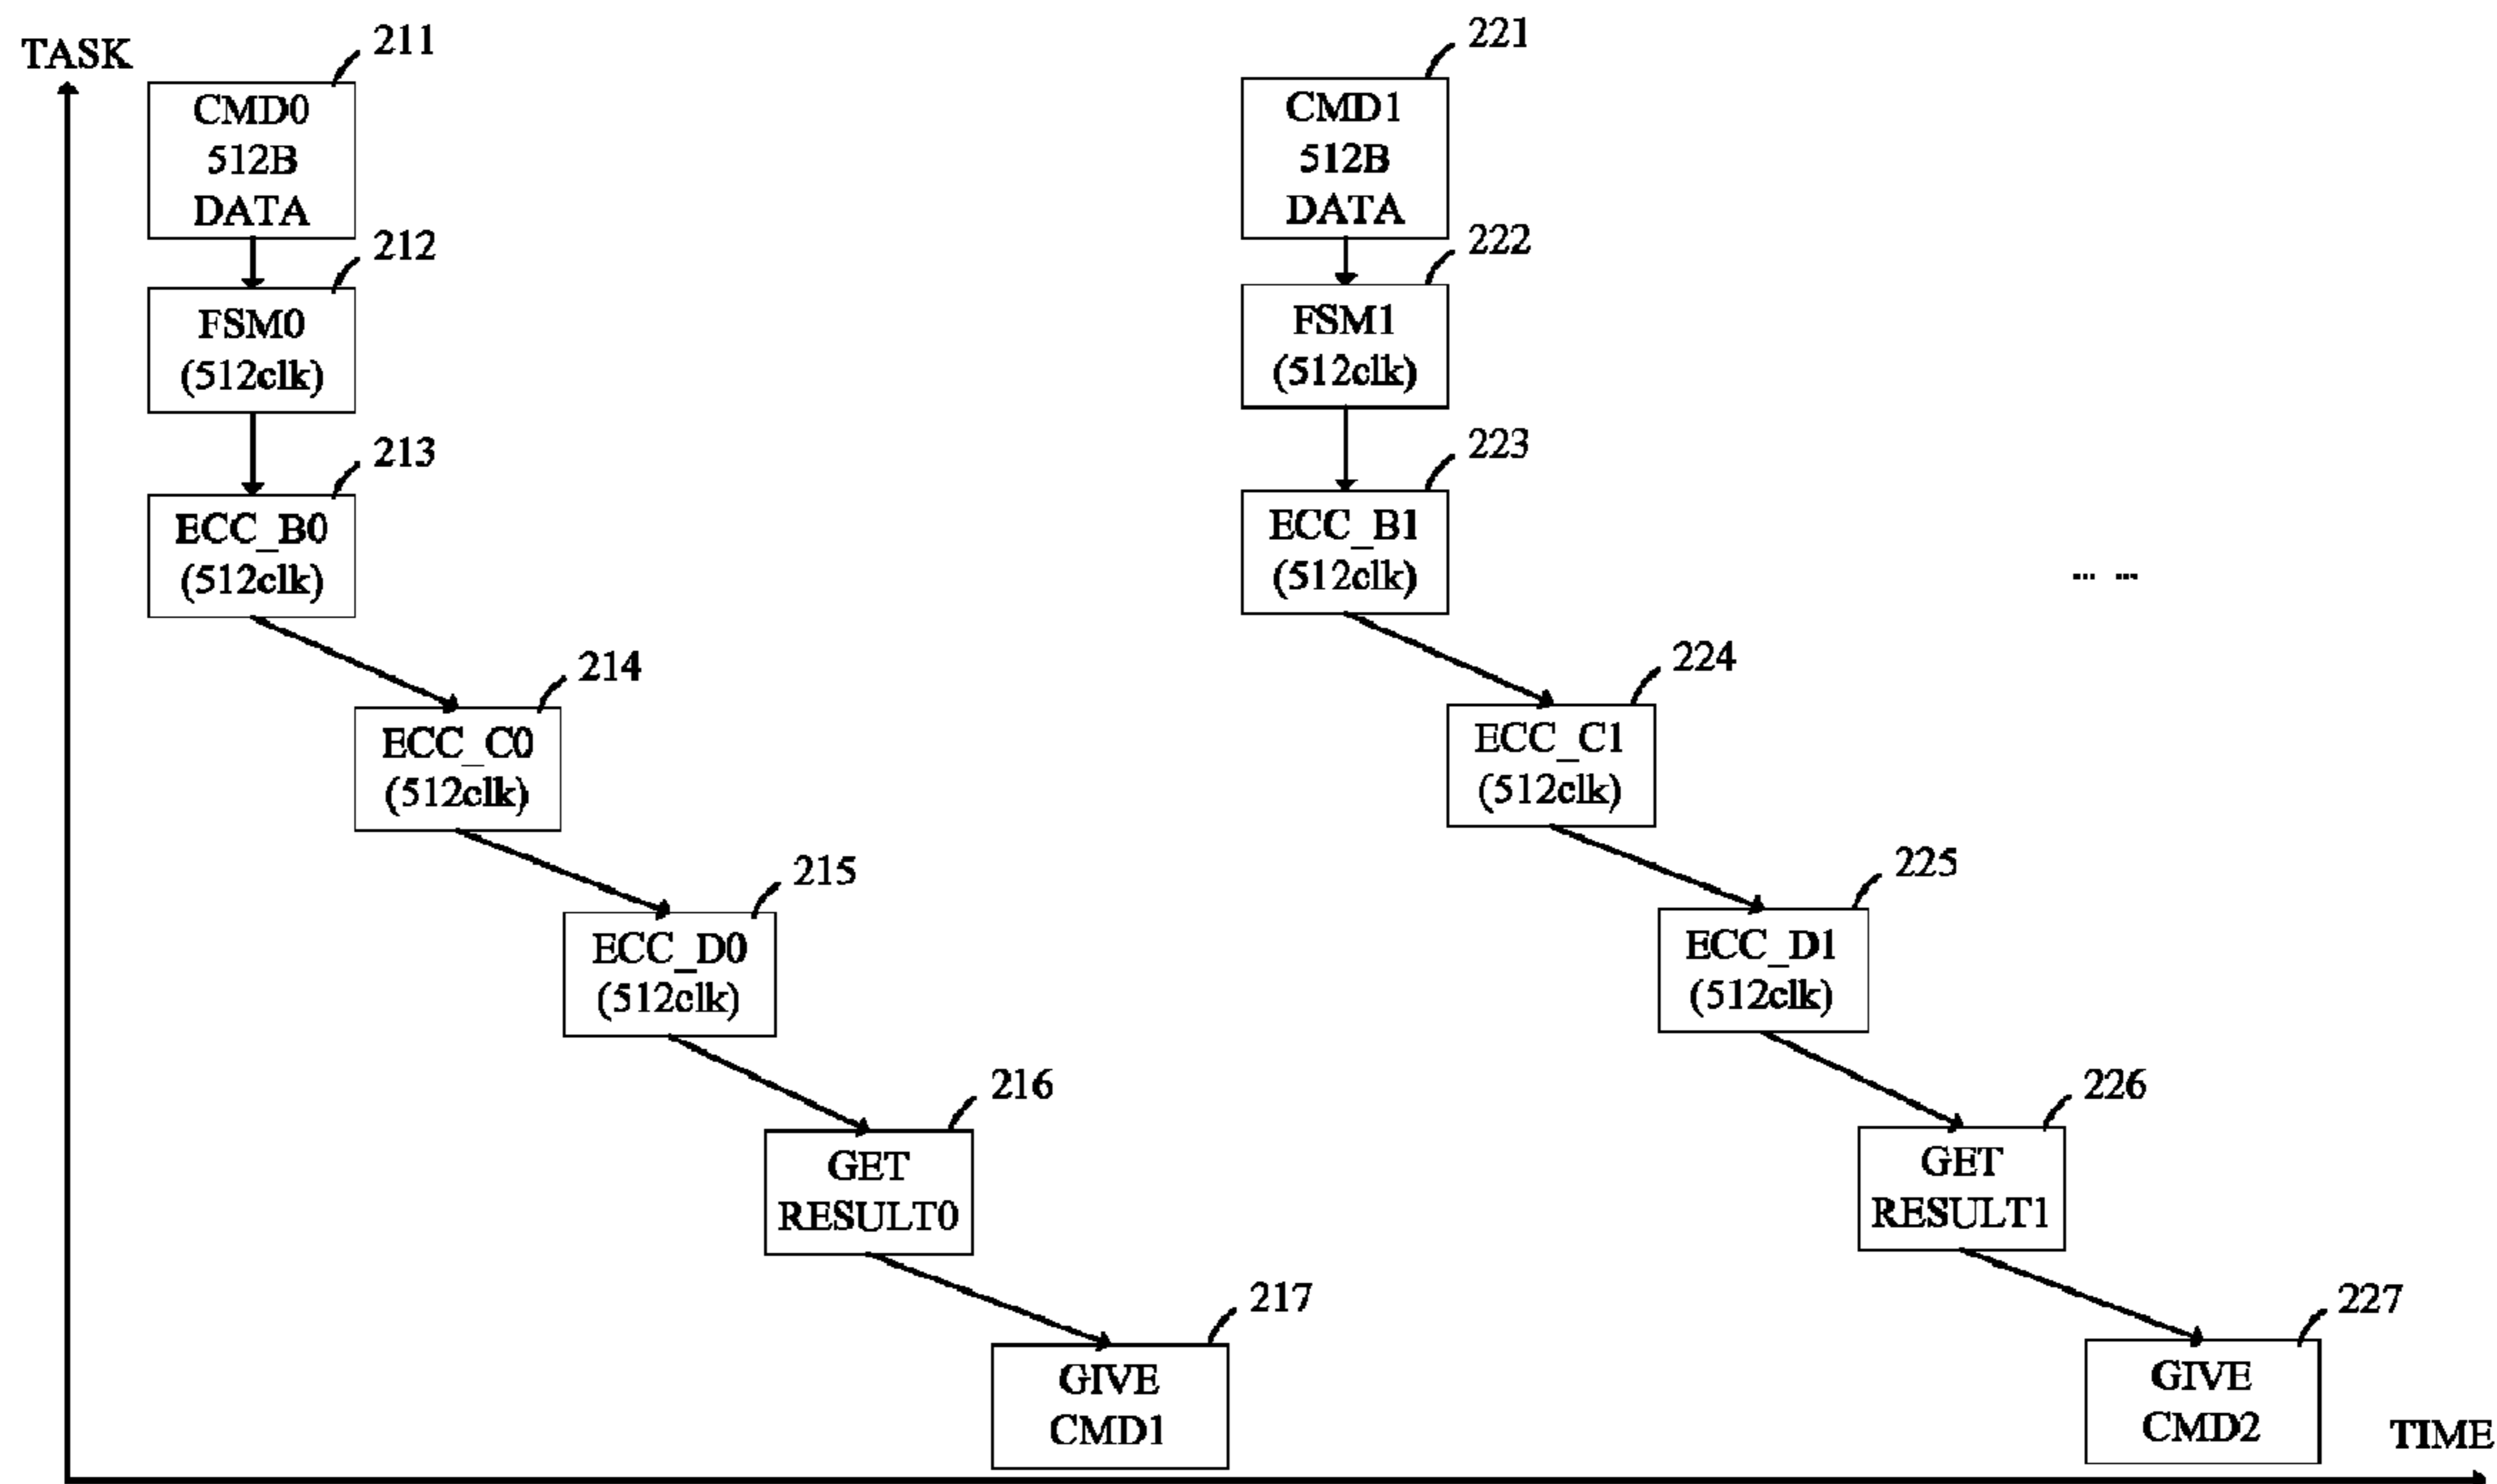 TASK
211
CMD0
512B
DATA
212
FSM0
(512clk)
213
ECC_B0
(512clk)
214
ECC_C0
(512clk)
215
ECC_D0
(512clk)
216
GET
RESULT0
217
GIVE
CMD1
221
CMD1
512B
DATA
222
FSM1
(512clk)
223
ECC_B1
(512clk)
... ...
224
ECC_C1
(512clk)
225
ECC_D1
(512clk)
226
GET
RESULT1
227
GIVE
CMD2
TIME